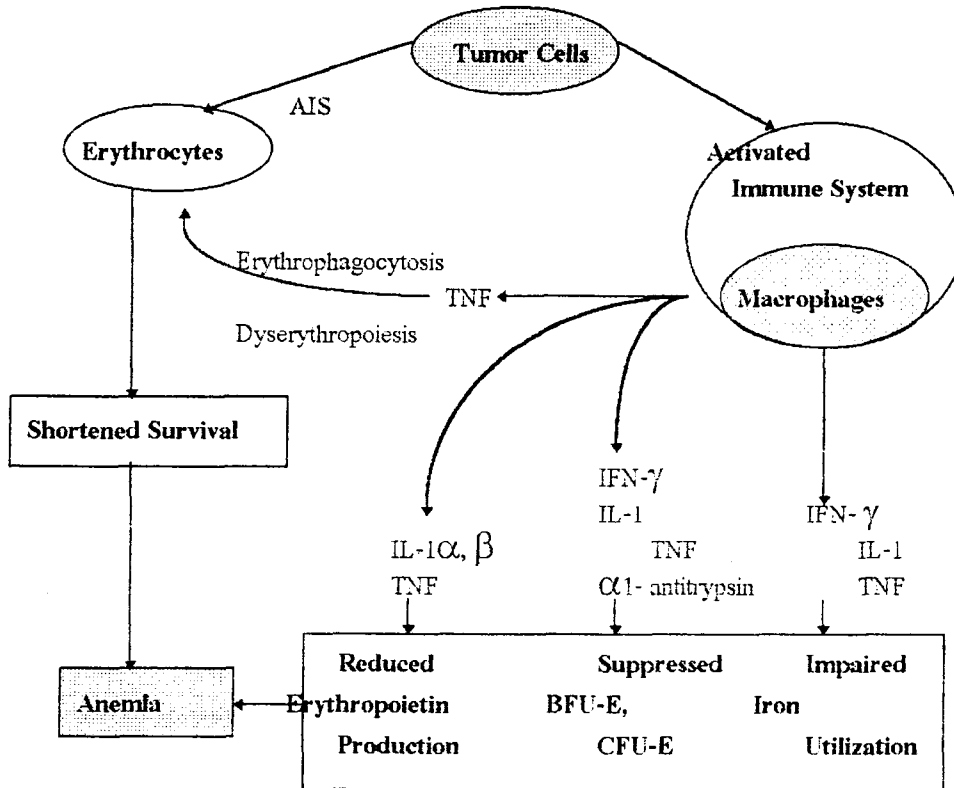 Tumor Cells
AIS
Erythrocytes
Activated
Immune System
Erythrophagocytosis
TNF
Macrophages
Dyserythropoiesis
Shortened Survival
IFN-γ
IL-1
TNF
α1- antitrypsin
IFN- γ
IL-1
TNF
IL-1α, β
TNF
Reduced
Erythropoietin
Production
Suppressed
BFU-E,
CFU-E
Impaired
Iron
Utilization
Anemia